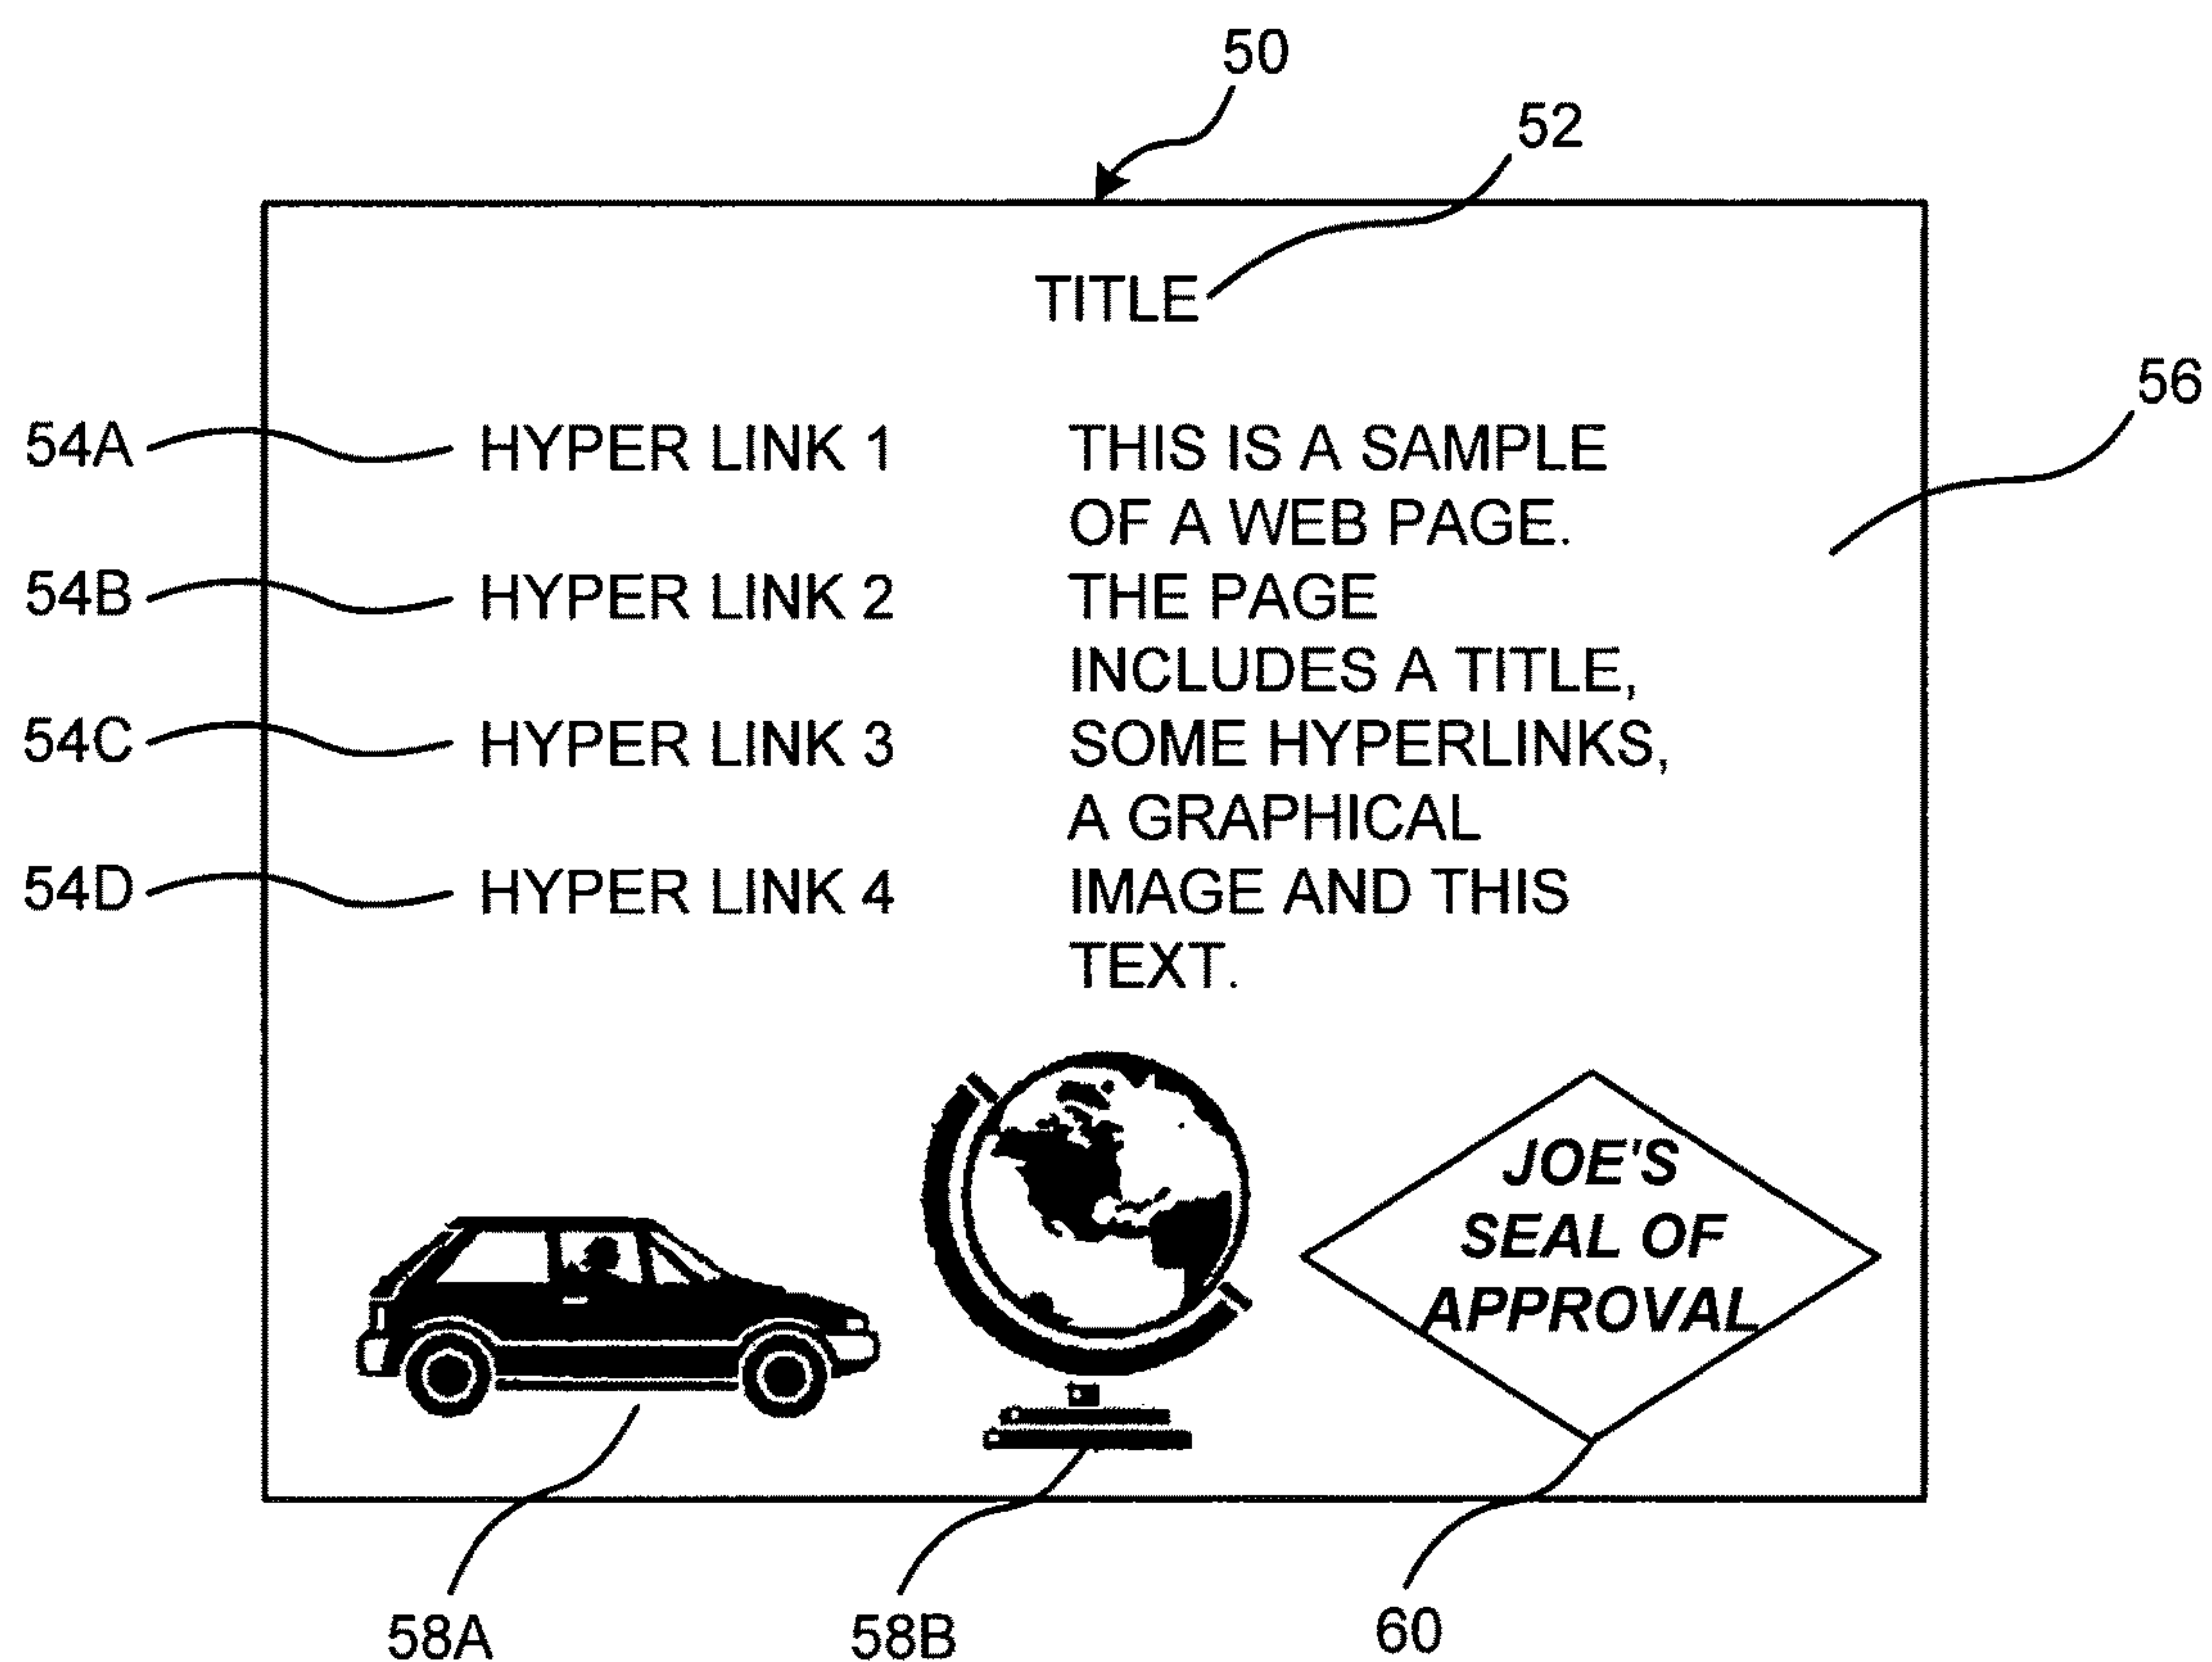 50
52
TITLE
56
54A HYPER LINK 1
54B HYPER LINK 2
54C HYPER LINK 3
54D HYPER LINK 4
THIS IS A SAMPLE
OF A WEB PAGE.
THE PAGE
INCLUDES A TITLE,
SOME HYPERLINKS,
A GRAPHICAL
IMAGE AND THIS
TEXT.
JOE'S
SEAL OF
APPROVAL
58A
58B
60